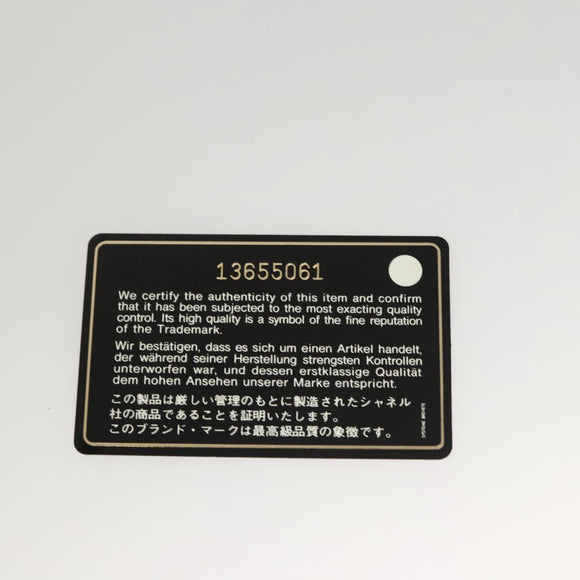 13655061
We certify the authenticity of this item and confirm
that it has been subjected to the most exacting quality
control. Its high quality is a symbol of the fine reputation
of the Trademark.
Wir bestätigen, dass es sich um einen Artikel handelt,
der während seiner Herstellung strengsten Kontrollen
unterworfen war, und dessen erstklassige Qualität
dem hohen Ansehen unserer Marke entspricht.
この製品は厳しい管理のもとに製造されたシャネル
社の商品であることを証明いたします。
このブランド・マークは最高級品質の象徴です。
SYSTEME BREVETE